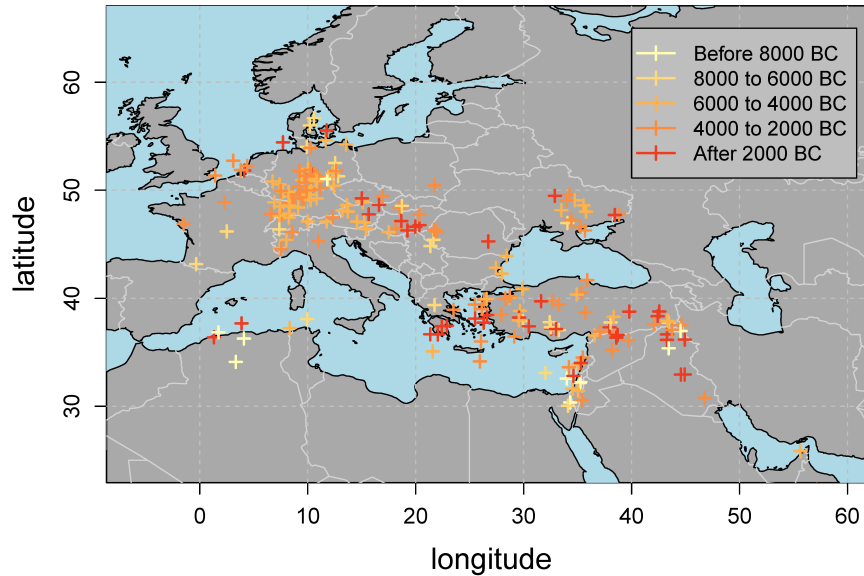 Before 8000 BC
8000 to 6000 BC
6000 to 4000 BC
4000 to 2000 BC
After 2000 BC
60
50
40
30
latitude
0 10 20 30 40 50 60
longitude